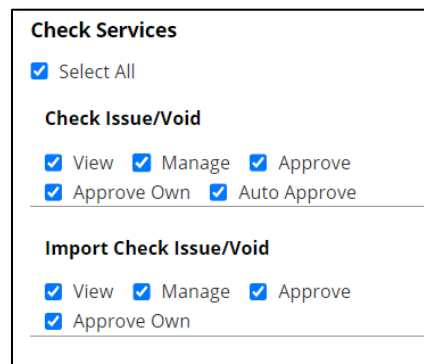 Check Services
Select All
Check Issue/Void
View Manage Approve
Approve Own Auto Approve
Import Check Issue/Void
View Manage Approve
Approve Own